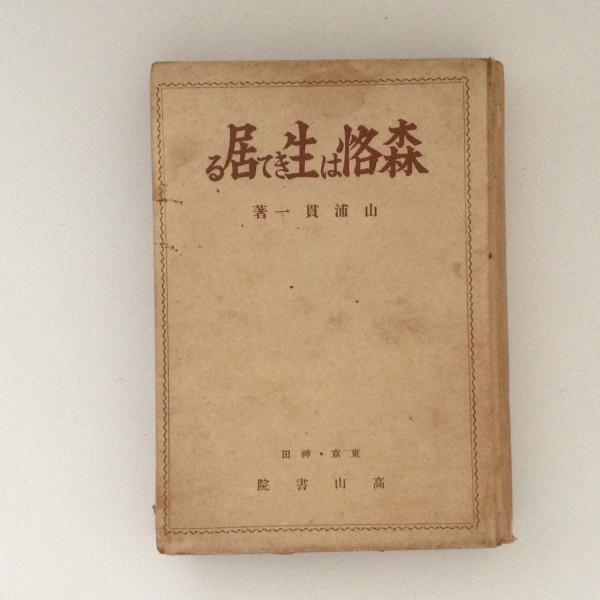 森恪は生きて居る
山浦貫一著
東京・神田
高山書院